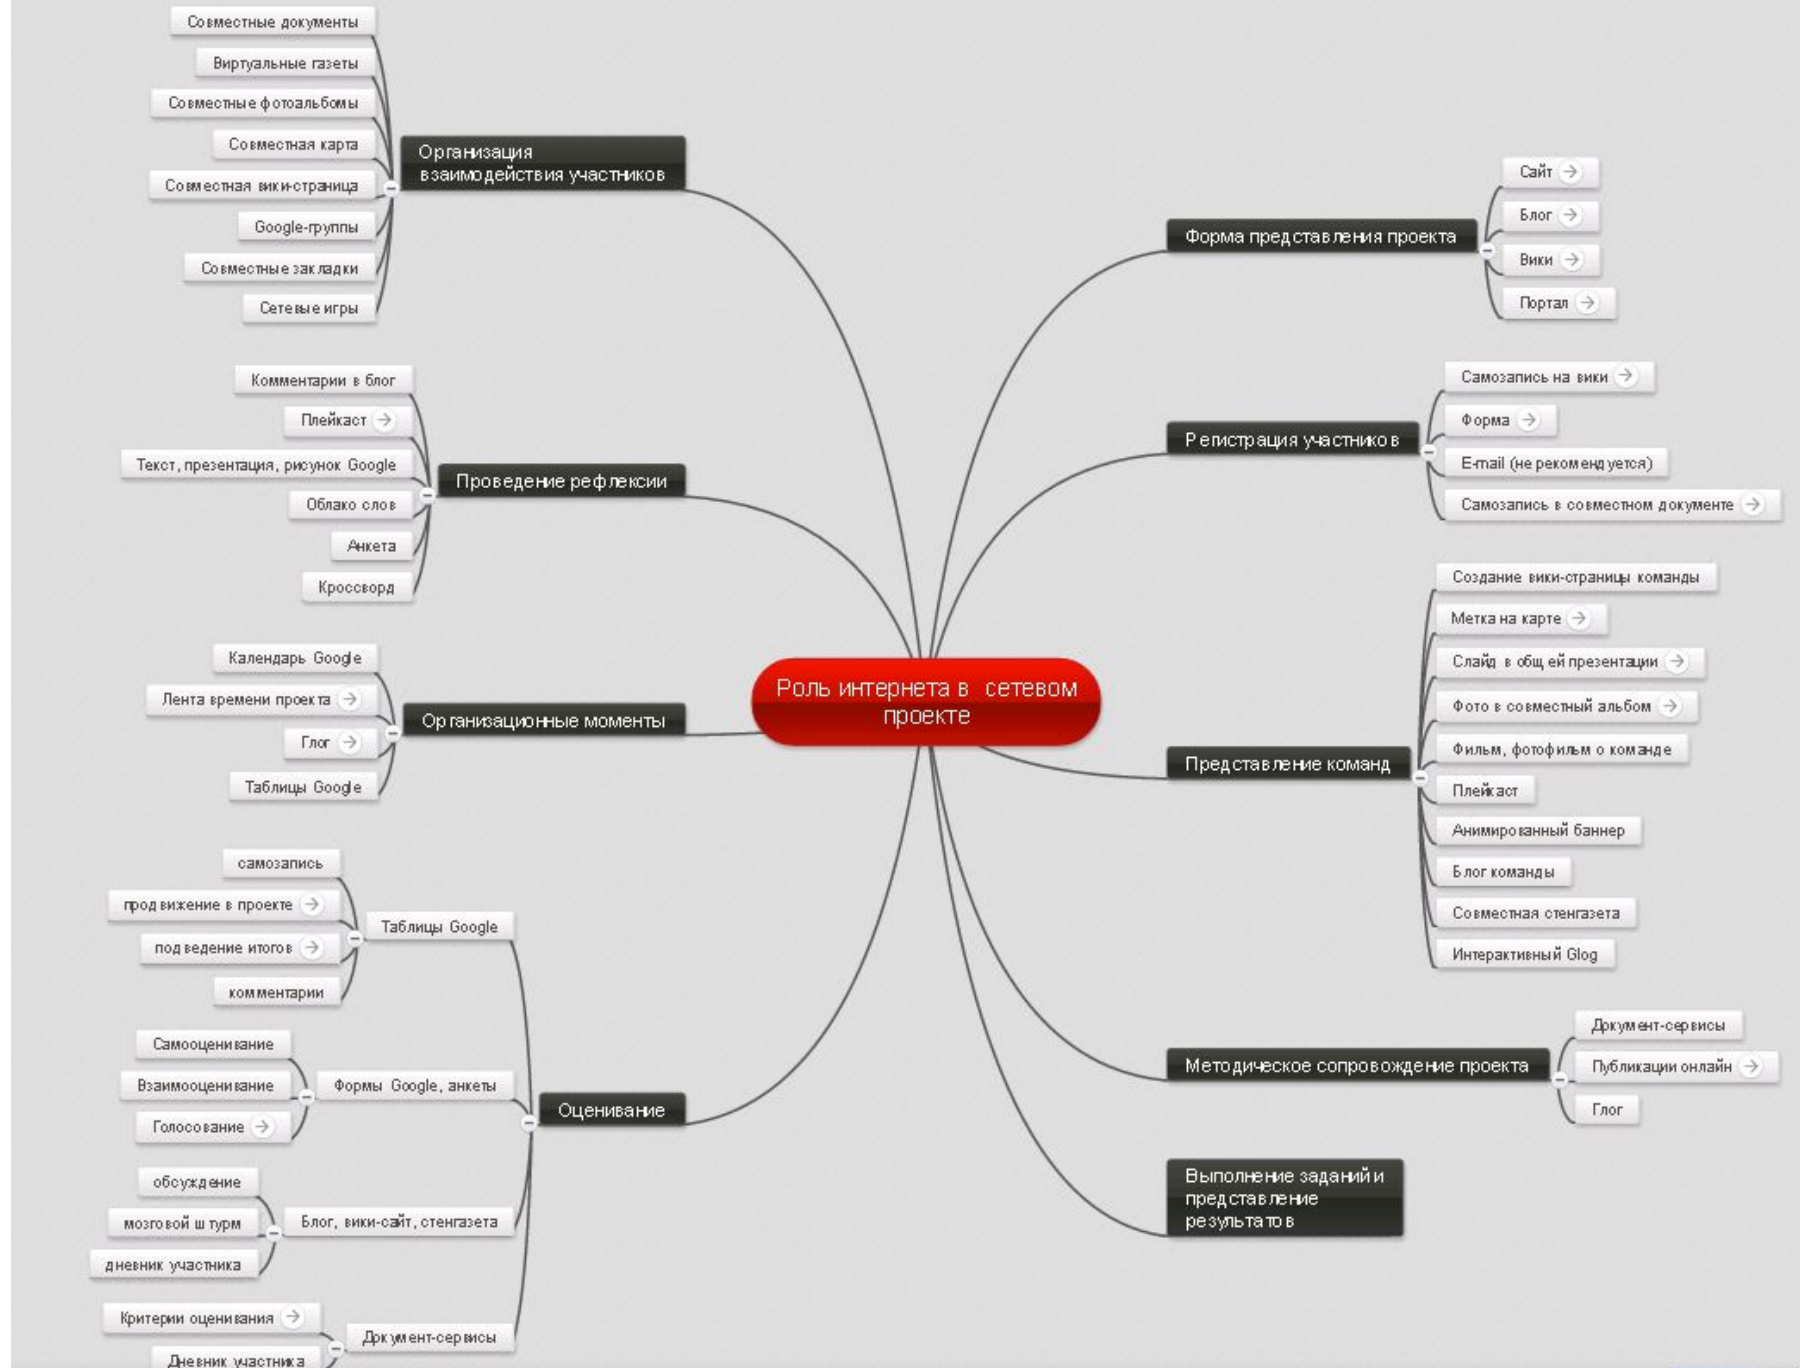 Роль интернета в сетевом
проекте
Организация
взаимодействия участников
Совместные документы
Виртуальные газеты
Совместные фотоальбомы
Совместная карта
Совместная вики-страница
Google-группы
Совместные закладки
Сетевые игры
Проведение рефлексии
Комментарии в блог
Плейкаст
Текст, презентация, рисунок Google
Облако слов
Анкета
Кроссворд
Организационные моменты
Календарь Google
Лента времени проекта
Глог
Таблицы Google
Оценивание
Таблицы Google
самозапись
продвижение в проекте
подведение итогов
комментарии
Формы Google, анкеты
Самооценивание
Взаимооценивание
Голосование
Блог, вики-сайт, стенгазета
обсуждение
мозговой штурм
дневник участника
Документ-сервисы
Критерии оценивания
Дневник участника
Форма представления проекта
Сайт
Блог
Вики
Портал
Регистрация участников
Самозапись на вики
Форма
E-mail (не рекомендуется)
Самозапись в совместном документе
Представление команд
Создание вики-страницы команды
Метка на карте
Слайд в общей презентации
Фото в совместный альбом
Фильм, фотофильм о команде
Плейкаст
Анимированный баннер
Блог команды
Совместная стенгазета
Интерактивный Glog
Методическое сопровождение проекта
Документ-сервисы
Публикации онлайн
Глог
Выполнение заданий и
представление
результатов